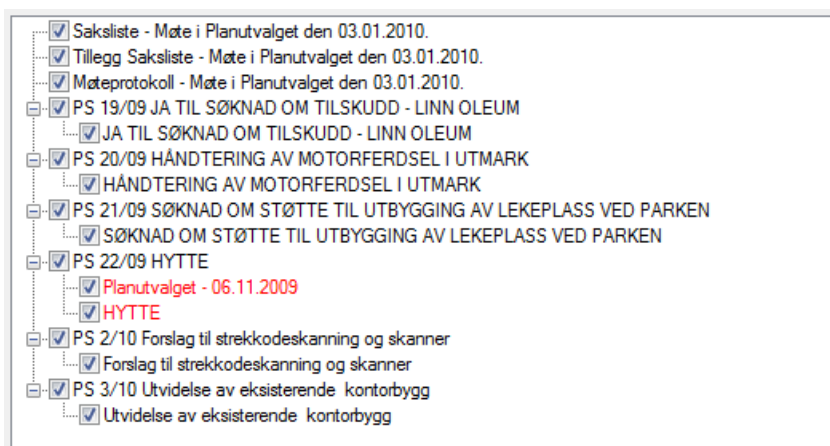 Saksliste - Møte i Planutvalget den 03.01.2010.
Tillegg Saksliste - Møte i Planutvalget den 03.01.2010.
Møteprotokoll - Møte i Planutvalget den 03.01.2010.
PS 19/09 JA TIL SØKNAD OM TILSKUDD - LINN OLEUM
JA TIL SØKNAD OM TILSKUDD - LINN OLEUM
PS 20/09 HÅNDTERING AV MOTORFERDSEL I UTMARK
HÅNDTERING AV MOTORFERDSEL I UTMARK
PS 21/09 SØKNAD OM STØTTE TIL UTBYGGING AV LEKEPLASS VED PARKEN
SØKNAD OM STØTTE TIL UTBYGGING AV LEKEPLASS VED PARKEN
PS 22/09 HYTTE
Planutvalget - 06.11.2009
HYTTE
PS 2/10 Forslag til strekkodeskanning og skanner
Forslag til strekkodeskanning og skanner
PS 3/10 Utvidelse av eksisterende  kontorbygg
Utvidelse av eksisterende  kontorbygg